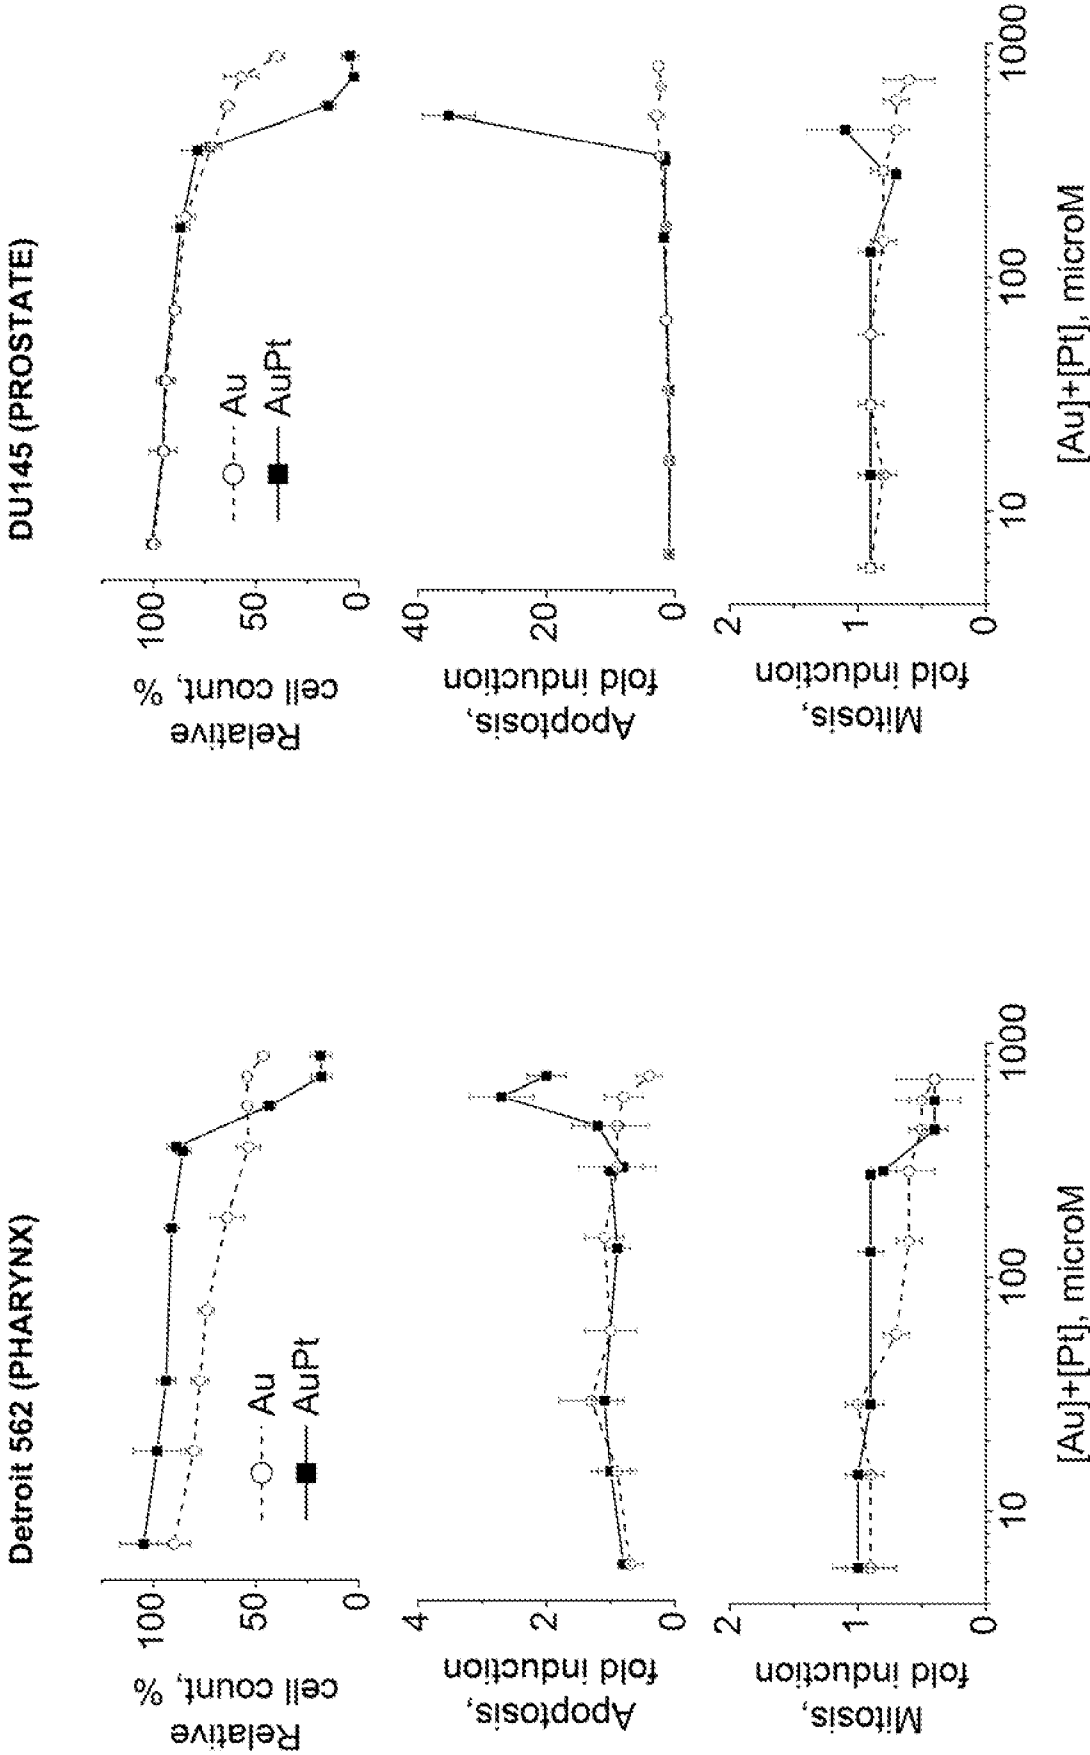 Detroit 562 (PHARYNX)
Relative
cell count, %
100
50
0
Au
AuPt
Apoptosis,
fold induction
4
2
0
Mitosis,
fold induction
2
1
0
10
100
1000
[Au]+[Pt], microM
DU145 (PROSTATE)
Relative
cell count, %
100
50
0
Au
AuPt
Apoptosis,
fold induction
40
20
0
Mitosis,
fold induction
2
1
0
10
100
1000
[Au]+[Pt], microM